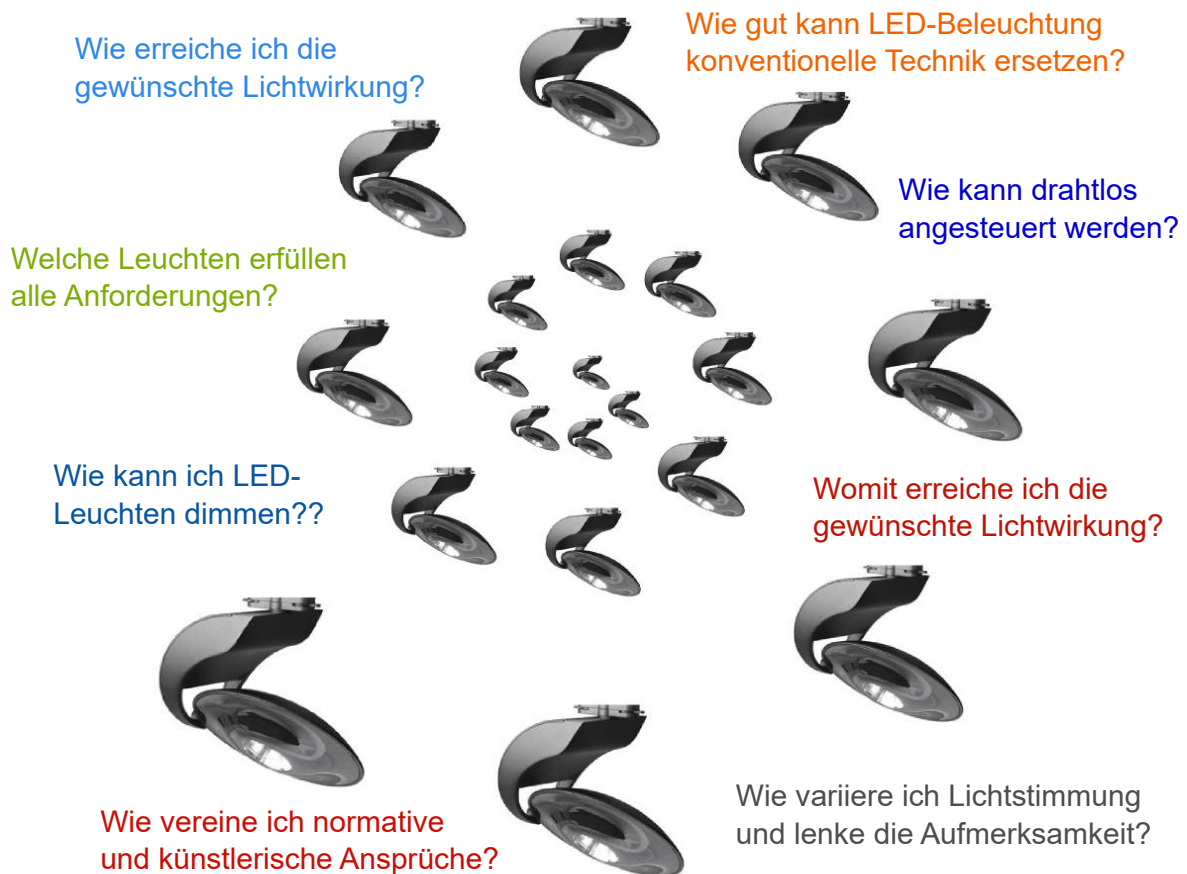 Wie erreiche ich die
gewünschte Lichtwirkung?
Wie gut kann LED-Beleuchtung
konventionelle Technik ersetzen?
Wie kann drahtlos
angesteuert werden?
Welche Leuchten erfüllen
alle Anforderungen?
Wie kann ich LED-
Leuchten dimmen??
Womit erreiche ich die
gewünschte Lichtwirkung?
Wie variiere ich Lichtstimmung
und lenke die Aufmerksamkeit?
Wie vereine ich normative
und künstlerische Ansprüche?